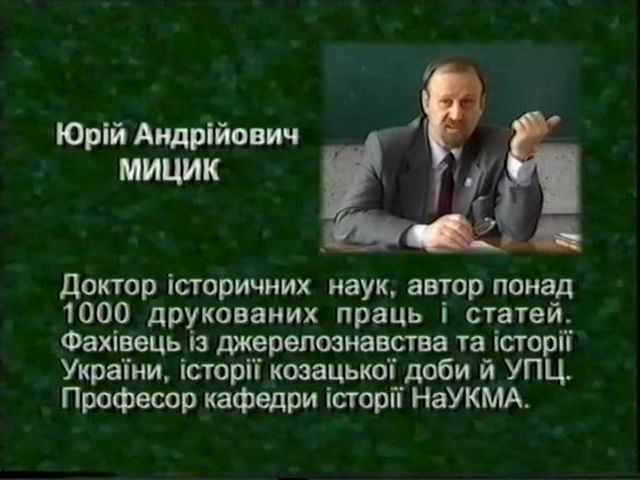 Юрій Андрійович
МИЦИК
Доктор історичних наук, автор понад
1000 друкованих праць і статей.
Фахівець із джерелознавства та історії
України, історії козацької доби й УПЦ.
Професор кафедри історії НаУКМА.